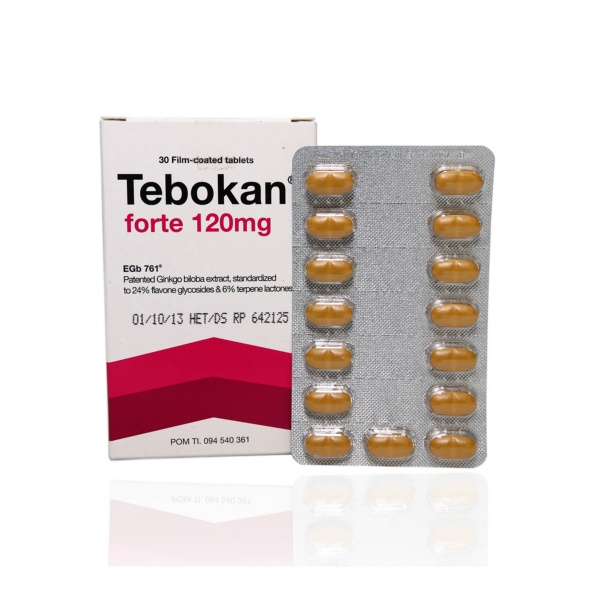 30 Film-coated tablets
Tebokan®
forte 120mg
EGb 761®
Patented Ginkgo biloba extract, standardized
to 24% flavone glycosides & 6% terpene lactones
01/10/13 HET/DS RP 642125
POM TI. 094 540 361